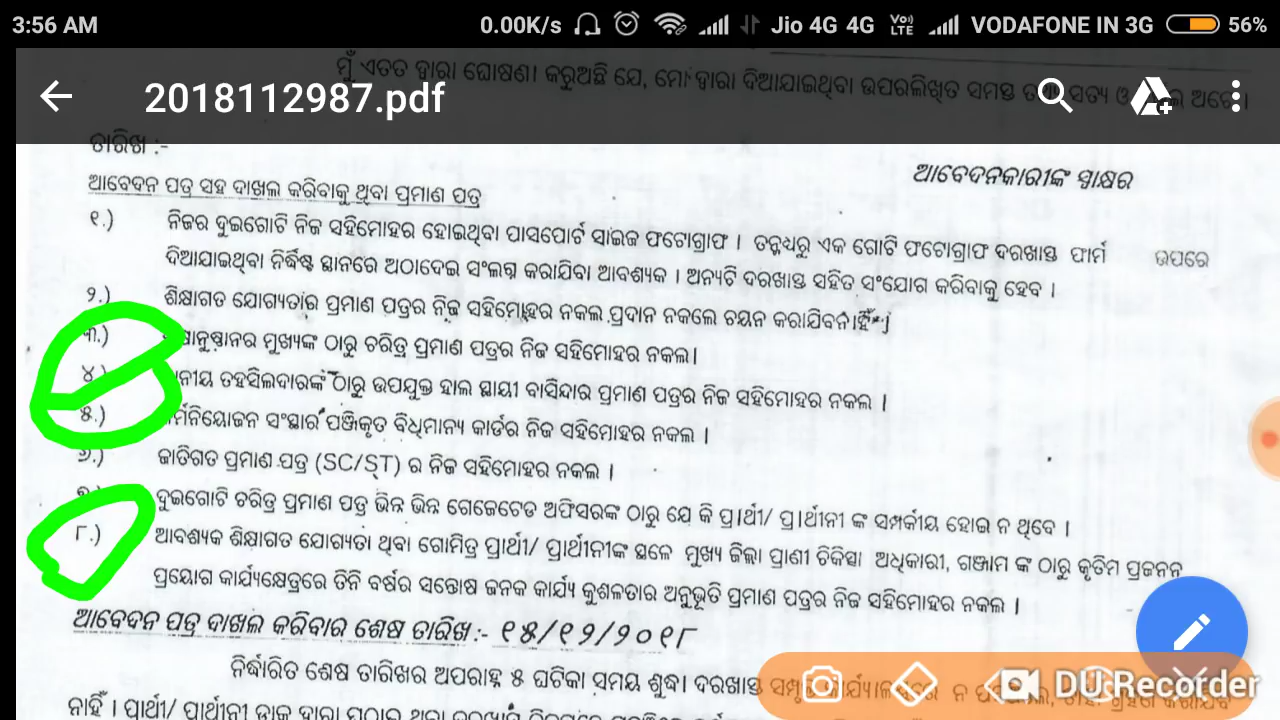 3:56 AM 0.00K/s Jio 4G 4G VoI) LTE VODAFONE IN 3G 56%
ମୁଁ ଏତଦ ଦ୍ଵାରା ଘୋଷଣା କରୁଅଛି ଯେ, ମୋ ଦ୍ଵାରା ଦିଆଯାଇଥିବା ଉପରଲିଖିତ ସମସ୍ତ ତଥ୍ୟ ସତ୍ୟ ଓ ଅଟେ।
2018112987.pdf
ତାରିଖ :-
ଆବେଦନକାରୀଙ୍କ ସ୍ୱାକ୍ଷର
ଆବେଦନ ପତ୍ର ସହ ଦାଖଲ କରିବାକୁ ଥିବା ପ୍ରମାଣ ପତ୍ର
୧.) ନିଜର ଦୁଇଗୋଟି ନିଜ ସହିମୋହର ହୋଇଥିବା ପାସପୋର୍ଟ ସାଇଜ ଫଟୋଗ୍ରାଫ । ତନ୍ମଧ୍ୟରୁ ଏକ ଗୋଟି ଫଟୋଗ୍ରାଫ ଦରଖାସ୍ତ ଫାର୍ମ ଉପରେ
ଦିଆଯାଇଥିବା ନିର୍ଦ୍ଧିଷ୍ଟ ସ୍ଥାନରେ ଅଠାଦେଇ ସଂଲଗ୍ନ କରାଯିବା ଆବଶ୍ୟକ । ଅନ୍ୟଟି ଦରଖାସ୍ତ ସହିତ ସଂଯୋଗ କରିବାକୁ ହେବ ।
୨.) ଶିକ୍ଷାଗତ ଯୋଗ୍ୟତାର ପ୍ରମାଣ ପତ୍ରର ନିଜ ସହିମୋହର ନକଲ ପ୍ରଦାନ ନକଲେ ଚୟନ କରାଯିବନାହିଁ
୩.) ମୁଖ୍ୟଙ୍କ ଠାରୁ ଚରିତ୍ର ପ୍ରମାଣ ପତ୍ରର ନିଜ ସହିମୋହର ନକଲ।
୪.) ତହସିଲଦାରଙ୍କ ଠାରୁ ଉପଯୁକ୍ତ ହାଲ ସ୍ଥାୟୀ ବାସିନ୍ଦାର ପ୍ରମାଣ ପତ୍ରର ନିଜ ସହିମୋହର ନକଲ ।
୫.) ସଂସ୍ଥାର ପଞ୍ଜିକୃତ ବିଧିମାନ୍ୟ କାର୍ଡର ନିଜ ସହିମୋହର ନକଲ ।
୬.) ଜାତିଗତ ପ୍ରମାଣ ପତ୍ର (SC/ST) ର ନିଜ ସହିମୋହର ନକଲ ।
ଦୁଇଗୋଟି ଚରିତ୍ର ପ୍ରମାଣ ପତ୍ର ଭିନ୍ନ ଭିନ୍ନ ଗେଜେଟେଡ ଅଫିସରଙ୍କ ଠାରୁ ଯେ କି ପ୍ରାର୍ଥୀ/ ପ୍ରାର୍ଥୀନୀ ଙ୍କ ସମ୍ପର୍କୀୟ ହୋଇ ନ ଥିବେ ।
୮.) ଆବଶ୍ୟକ ଶିକ୍ଷାଗତ ଯୋଗ୍ୟତା ଥିବା ଗୋମିତ୍ର ପ୍ରାର୍ଥୀ/ ପ୍ରାର୍ଥୀନୀଙ୍କ ସ୍ଥଳେ ମୁଖ୍ୟ ଜିଲ୍ଲା ପ୍ରାଣୀ ଚିକିତ୍ସା ଅଧିକାରୀ, ଗଞ୍ଜାମ ଙ୍କ ଠାରୁ କୃତିମ ପ୍ରଜନନ
ପ୍ରୟୋଗ କାର୍ଯ୍ୟକ୍ଷେତ୍ରରେ ତିନି ବର୍ଷର ସନ୍ତୋଷ ଜନକ କାର୍ଯ୍ୟ କୁଶଳତାର ଅନୁଭୂତି ପ୍ରମାଣ ପତ୍ରର ନିଜ ସହିମୋହର ନକଲ ।
ଆବେଦନ ପତ୍ର ଦାଖଲ କରିବାର ଶେଷ ତାରିଖ :- ୧୫/୧୨/୨୦୧୮
ନିର୍ଦ୍ଧାରିତ ଶେଷ ତାରିଖର ଅପରାହ୍ନ ୫ ଘଟିକା ସମୟ ଶୁଦ୍ଧା ଦରଖାସ୍ତ
DU Recorder
ନାହିଁ । ପ୍ରାର୍ଥୀ/ ପ୍ରାର୍ଥୀନୀ